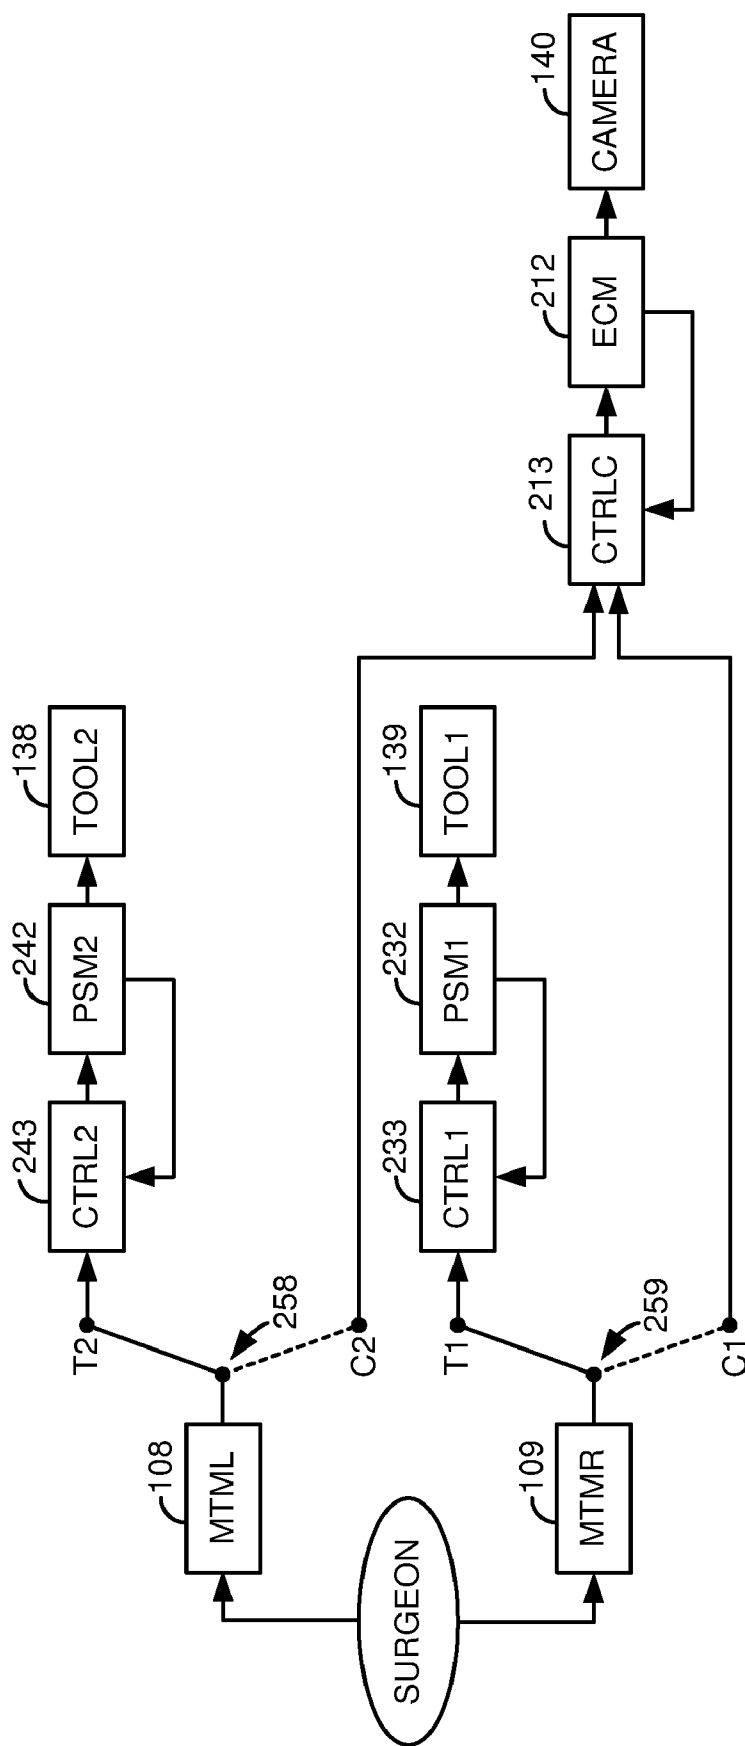 138
242
243
TOOL2
PSM2
CTRL2
T2
258
108
MTML
C2
140
212
213
CAMERA
ECM
CTRLC
SURGEON
139
232
233
TOOL1
PSM1
CTRL1
T1
259
109
MTMR
C1